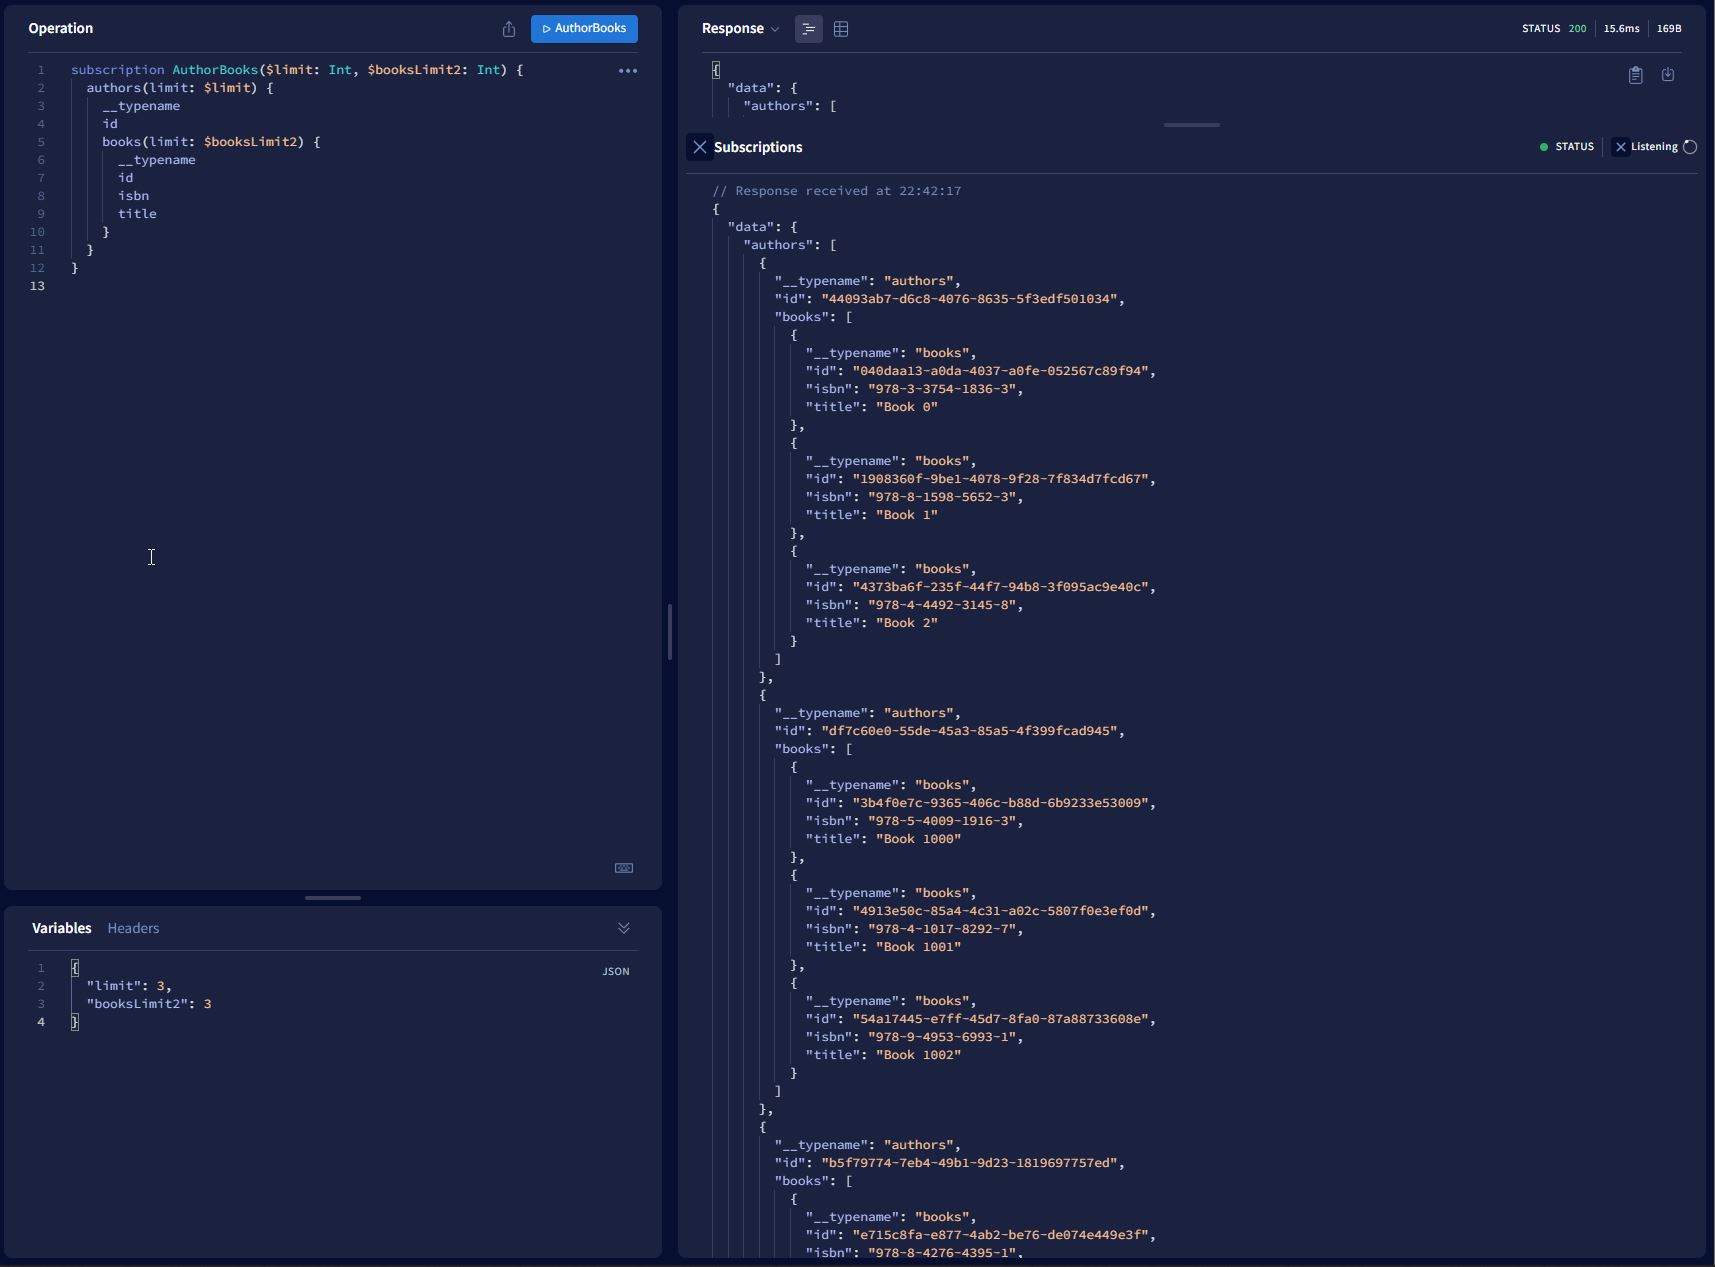 Operation
AuthorBooks
1 subscription AuthorBooks($limit: Int, $booksLimit2: Int) {
2 authors(limit: $limit) {
3 __typename
4 id
5 books(limit: $booksLimit2) {
6 __typename
7 id
8 isbn
9 title
10 }
11 }
12 }
13
Variables Headers
JSON
1 {
2 "limit": 3,
3 "booksLimit2": 3
4 }
Response STATUS 200 15.6ms 169B
{
"data": {
"authors": [
Subscriptions STATUS Listening
// Response received at 22:42:17
{
"data": {
"authors": [
{
"__typename": "authors",
"id": "44093ab7-d6c8-4076-8635-5f3edf501034",
"books": [
{
"__typename": "books",
"id": "040daa13-a0da-4037-a0fe-052567c89f94",
"isbn": "978-3-3754-1836-3",
"title": "Book 0"
},
{
"__typename": "books",
"id": "1908360f-9be1-4078-9f28-7f834d7fcd67",
"isbn": "978-8-1598-5652-3",
"title": "Book 1"
},
{
"__typename": "books",
"id": "4373ba6f-235f-44f7-94b8-3f095ac9e40c",
"isbn": "978-4-4492-3145-8",
"title": "Book 2"
}
]
},
{
"__typename": "authors",
"id": "df7c60e0-55de-45a3-85a5-4f399fcad945",
"books": [
{
"__typename": "books",
"id": "3b4f0e7c-9365-406c-b88d-6b9233e53009",
"isbn": "978-5-4009-1916-3",
"title": "Book 1000"
},
{
"__typename": "books",
"id": "4913e50c-85a4-4c31-a02c-5807f0e3ef0d",
"isbn": "978-4-1017-8292-7",
"title": "Book 1001"
},
{
"__typename": "books",
"id": "54a17445-e7ff-45d7-8fa0-87a88733608e",
"isbn": "978-9-4953-6993-1",
"title": "Book 1002"
}
]
},
{
"__typename": "authors",
"id": "b5f79774-7eb4-49b1-9d23-1819697757ed",
"books": [
{
"__typename": "books",
"id": "e715c8fa-e877-4ab2-be76-de074e449e3f",
"isbn": "978-8-4276-4395-1",